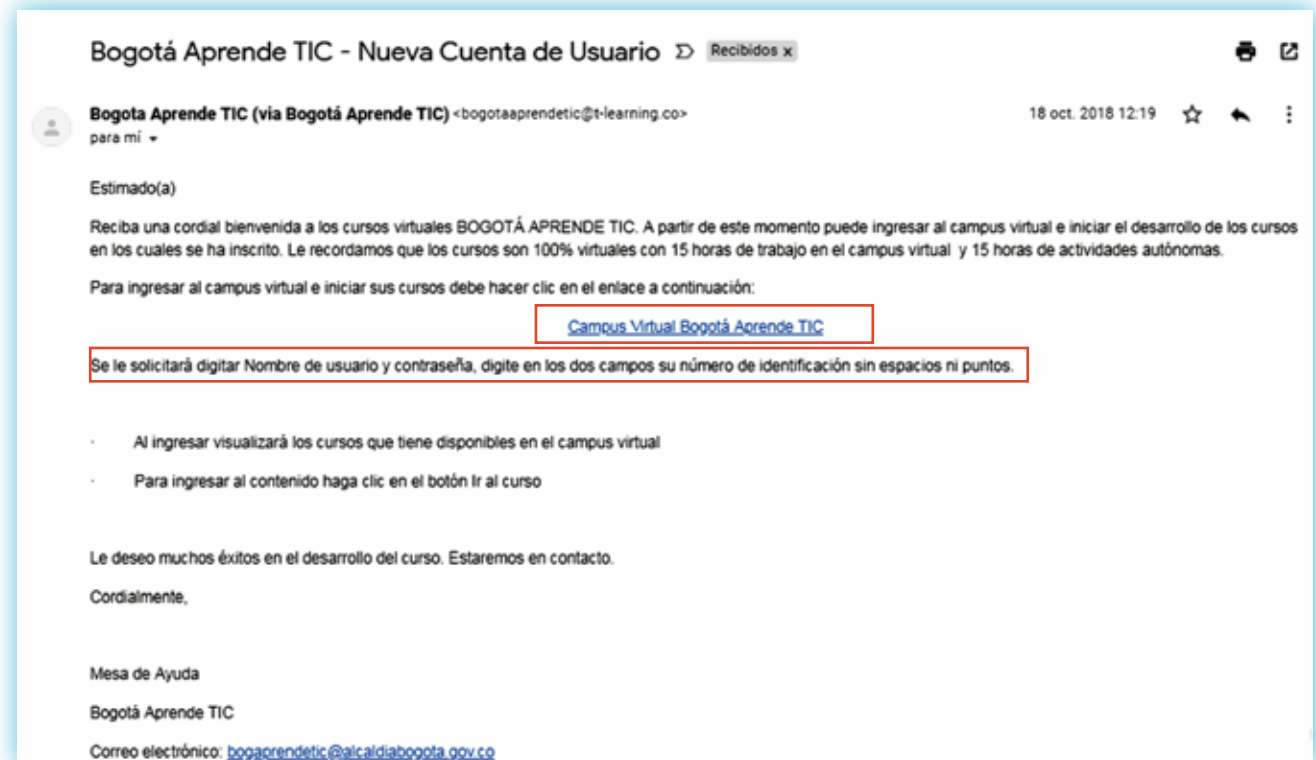 Bogotá Aprende TIC - Nueva Cuenta de Usuario Recibidos x
Bogota Aprende TIC (via Bogotá Aprende TIC) <bogotaaprendetic@t-learning.co> 18 oct. 2018 12:19
para mí
Estimado(a)
Reciba una cordial bienvenida a los cursos virtuales BOGOTÁ APRENDE TIC. A partir de este momento puede ingresar al campus virtual e iniciar el desarrollo de los cursos
en los cuales se ha inscrito. Le recordamos que los cursos son 100% virtuales con 15 horas de trabajo en el campus virtual y 15 horas de actividades autónomas.
Para ingresar al campus virtual e iniciar sus cursos debe hacer clic en el enlace a continuación:
Campus Virtual Bogotá Aprende TIC
Se le solicitará digitar Nombre de usuario y contraseña, digite en los dos campos su número de identificación sin espacios ni puntos.
· Al ingresar visualizará los cursos que tiene disponibles en el campus virtual
· Para ingresar al contenido haga clic en el botón Ir al curso
Le deseo muchos éxitos en el desarrollo del curso. Estaremos en contacto.
Cordialmente,
Mesa de Ayuda
Bogotá Aprende TIC
Correo electrónico: bogaprendetic@alcaldiabogota.gov.co